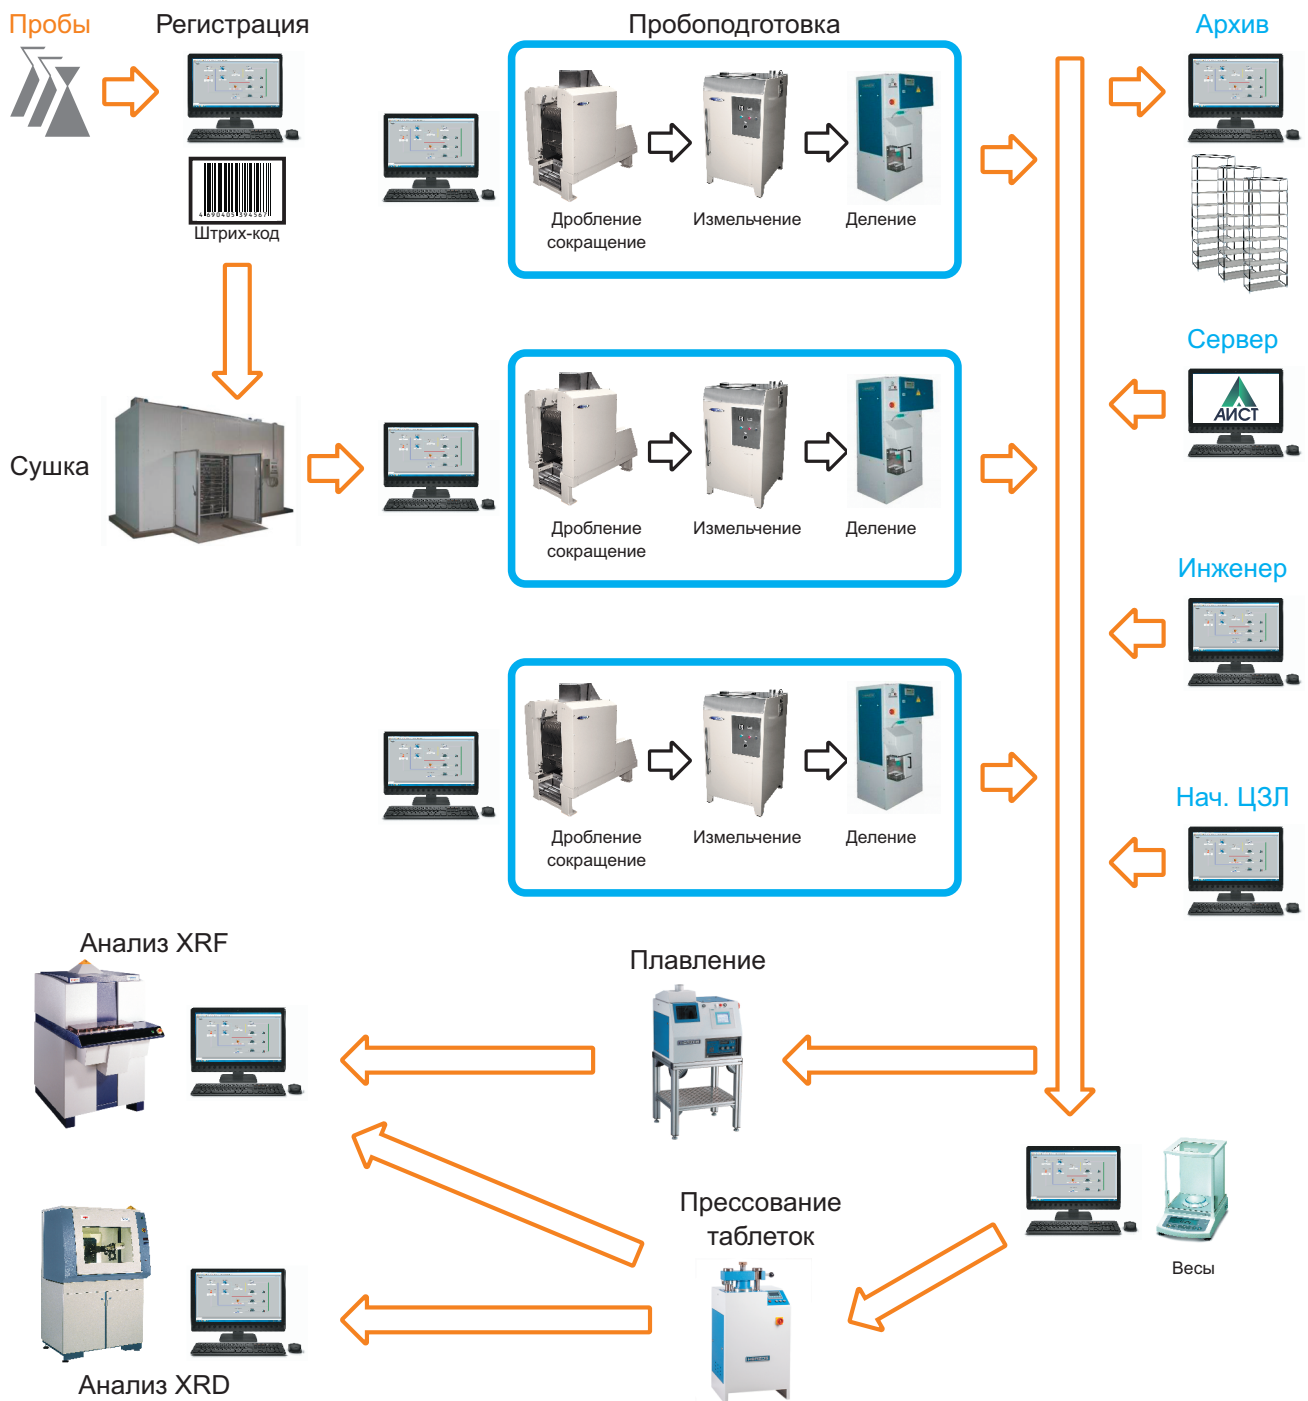 Пробы
Регистрация
Пробоподготовка
Архив
4690405394567
Штрих-код
Дробление
сокращение
Измельчение
Деление
Сервер
АИСТ
Сушка
Дробление
сокращение
Измельчение
Деление
Инженер
Дробление
сокращение
Измельчение
Деление
Нач. ЦЗЛ
Анализ XRF
Плавление
Прессование
таблеток
Весы
Анализ XRD